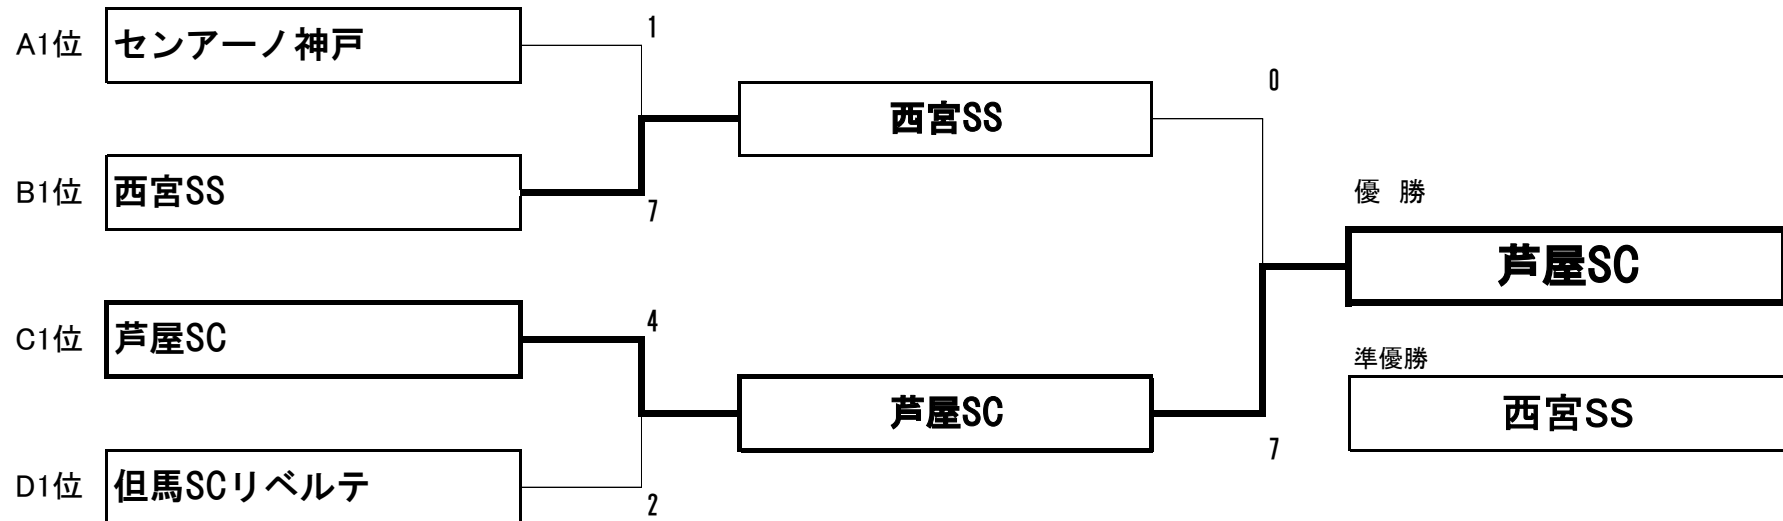 A1位 センアーノ神戸
1
西宮SS
0
B1位 西宮SS
7
優 勝
芦屋SC
C1位 芦屋SC
4
準優勝
西宮SS
芦屋SC
7
D1位 但馬SCリベルテ
2